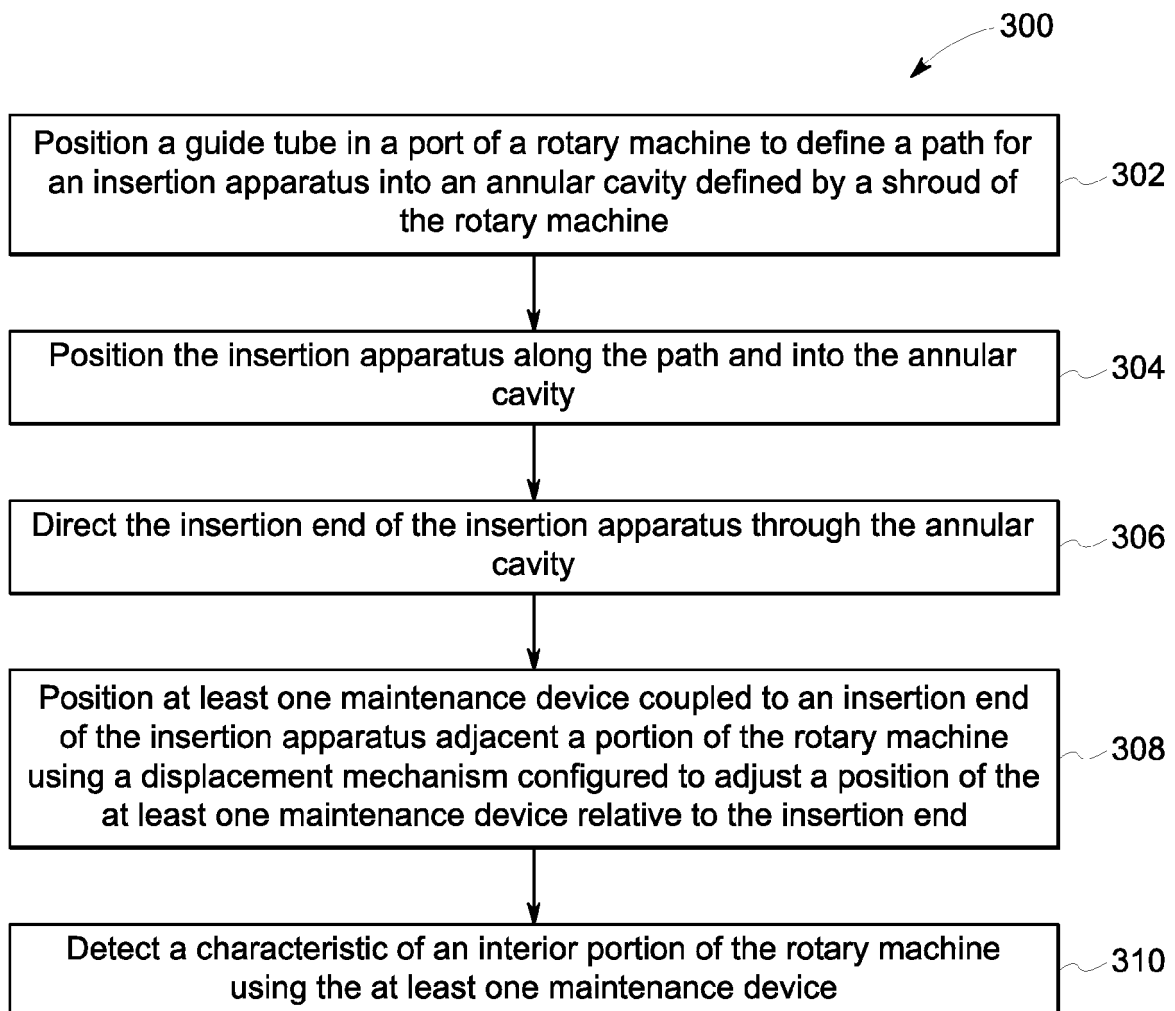 300
Position a guide tube in a port of a rotary machine to define a path for
an insertion apparatus into an annular cavity defined by a shroud of
the rotary machine
302
Position the insertion apparatus along the path and into the annular
cavity
304
Direct the insertion end of the insertion apparatus through the annular
cavity
306
Position at least one maintenance device coupled to an insertion end
of the insertion apparatus adjacent a portion of the rotary machine
using a displacement mechanism configured to adjust a position of the
at least one maintenance device relative to the insertion end
308
Detect a characteristic of an interior portion of the rotary machine
using the at least one maintenance device
310